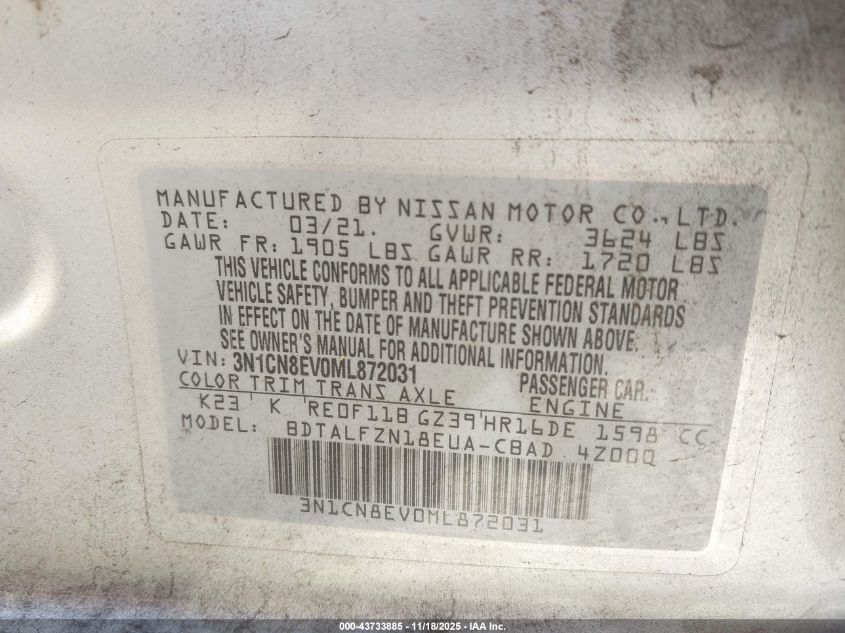 MANUFACTURED BY NISSAN MOTOR CO., LTD.
DATE: 03/21. GVWR: 3624 LBS
GAWR FR: 1905 LBS GAWR RR: 1720 LBS
THIS VEHICLE CONFORMS TO ALL APPLICABLE FEDERAL MOTOR
VEHICLE SAFETY, BUMPER AND THEFT PREVENTION STANDARDS
IN EFFECT ON THE DATE OF MANUFACTURE SHOWN ABOVE.
SEE OWNER'S MANUAL FOR ADDITIONAL INFORMATION.
VIN: 3N1CN8EV0ML872031 PASSENGER CAR.
COLOR TRIM TRANS AXLE ENGINE
K23 ' K 'RE0F11B GZ39'HR16DE 1598 CC
MODEL: BDTALFZN18EUA-CBAD 4Z00Q
3N1CN8EV0ML872031
000-43733885 - 11/18/2025 - IAA Inc.